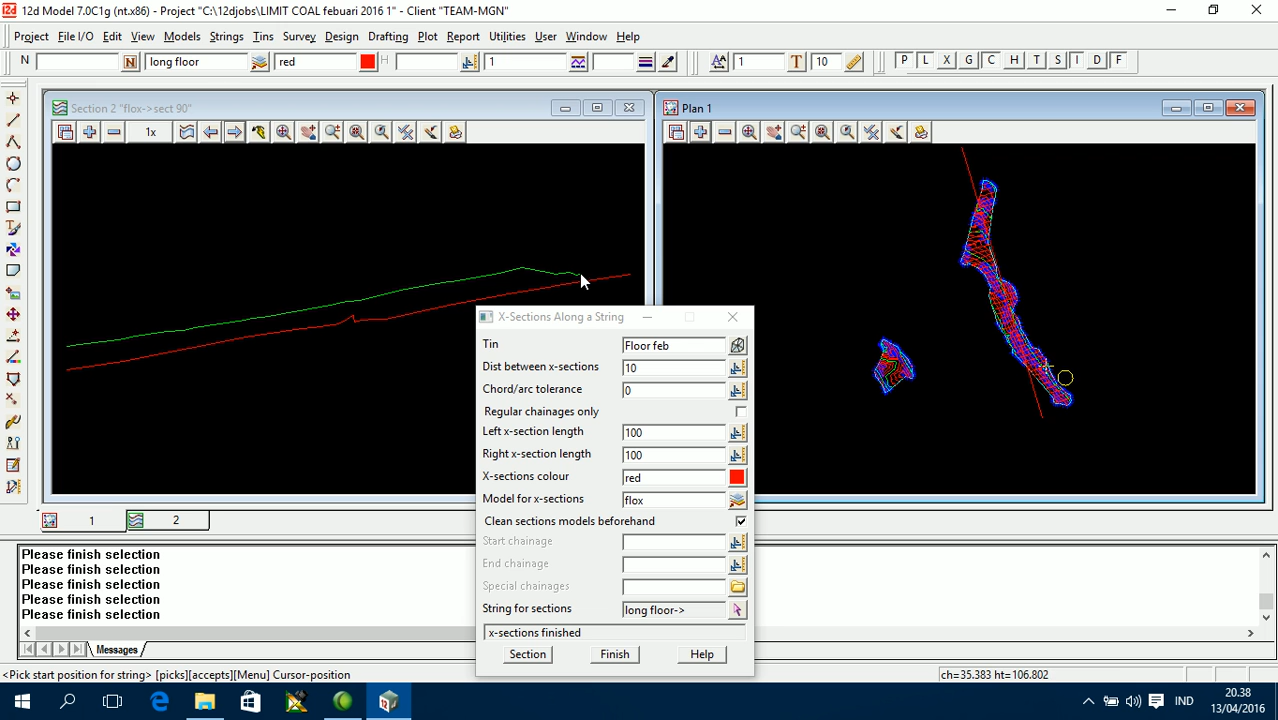 12d Model 7.0C1g (nt.x86) - Project "C:\12djobs\LIMIT COAL febuari 2016 1" - Client "TEAM-MGN"
Project File I/O Edit View Models Strings Tins Survey Design Drafting Plot Report Utilities User Window Help
N N long floor red H 1 1 T 10 P L X G C H T S I D F
Section 2 "flox->sect 90"
Plan 1
1x
X-Sections Along a String
Tin Floor feb
Dist between x-sections 10
Chord/arc tolerance 0
Regular chainages only
Left x-section length 100
Right x-section length 100
X-sections colour red
Model for x-sections flox
Clean sections models beforehand
Start chainage
End chainage
Special chainages
String for sections long floor->
x-sections finished
Section Finish Help
1 2
Please finish selection
Please finish selection
Please finish selection
Please finish selection
Please finish selection
Messages
<Pick start position for string> [picks][accepts][Menu] Cursor-position
ch=35.383 ht=106.802
IND
20.38
13/04/2016